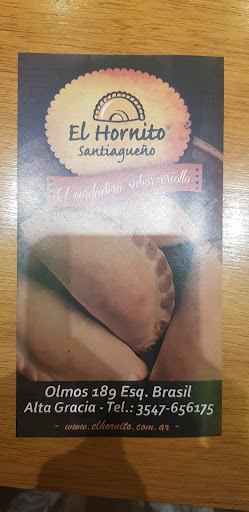 El Hornito®
Santiagueño
El verdadero sabor criollo
Olmos 189 Esq. Brasil
Alta Gracia - Tel.: 3547-656175
- www.elhornito.com.ar -